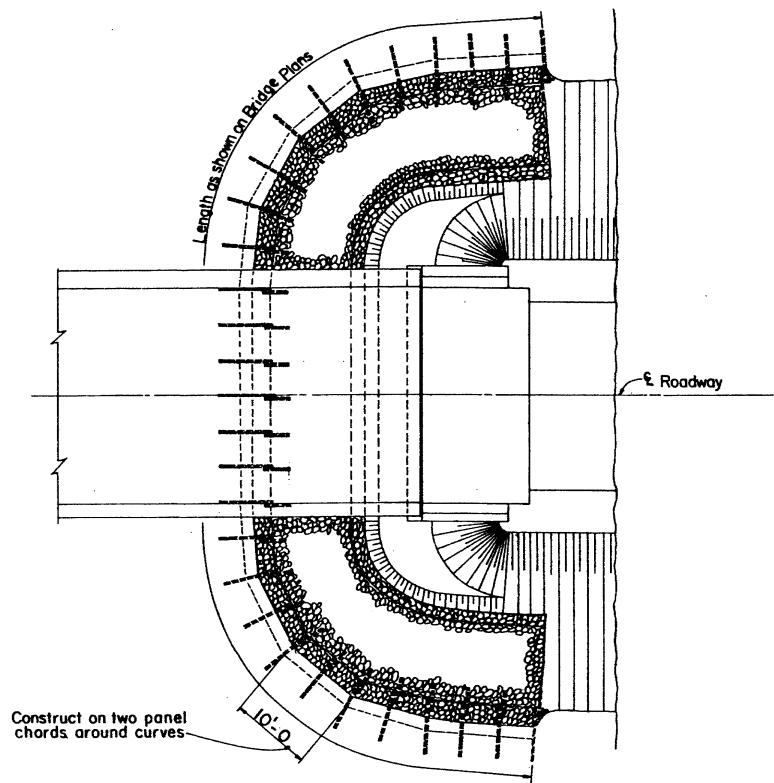 Length as shown on Bridge Plans
℄ Roadway
10'-0
Construct on two panel
chords around curves